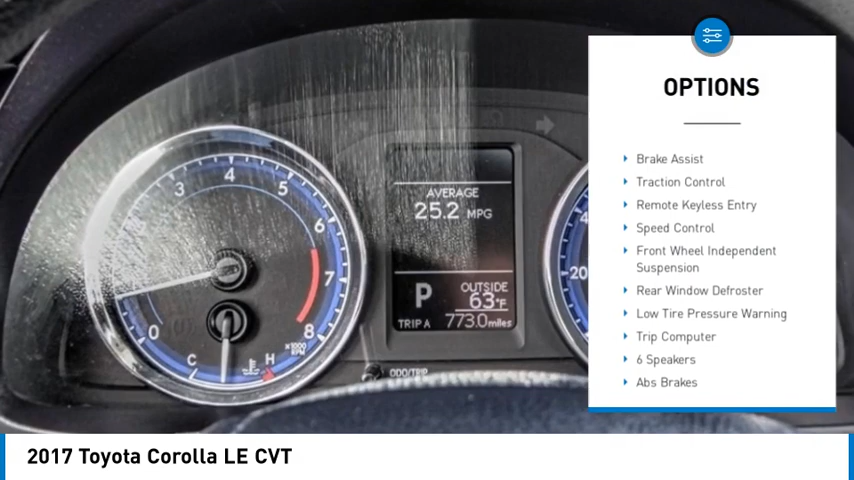 OPTIONS
Brake Assist
Traction Control
Remote Keyless Entry
Speed Control
Front Wheel Independent
Suspension
Rear Window Defroster
Low Tire Pressure Warning
Trip Computer
6 Speakers
Abs Brakes
3
4
5
6
7
8
0
x1000
RPM
C
H
AVERAGE
25.2 MPG
P
OUTSIDE
63°F
TRIP A 773.0 miles
ODO/TRIP
20
2017 Toyota Corolla LE CVT